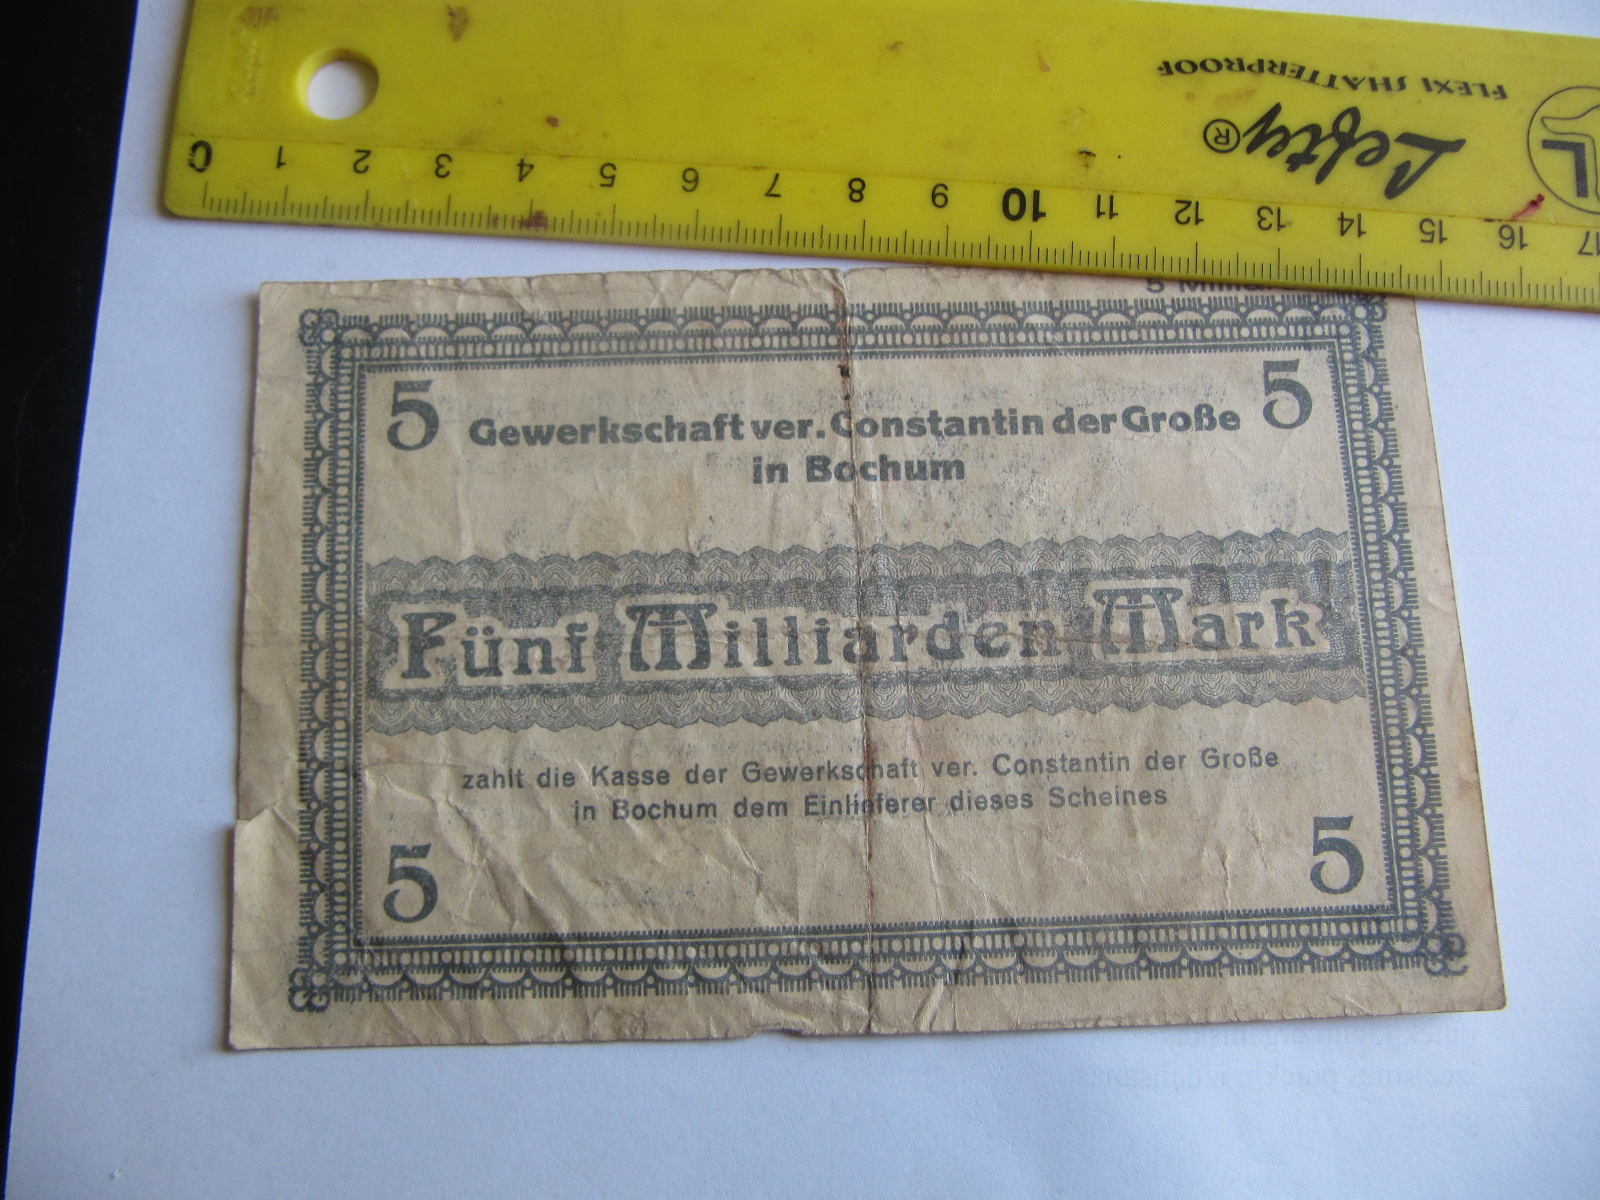 0 1 2 3 4 5 6 7 8 9 10 11 12 13 14 15 16 17
FLEXI SHATTERPROOF
Lefty®
L
5 5
Gewerkschaft ver. Constantin der Große
in Bochum
Fünf Milliarden Mark
zahlt die Kasse der Gewerkschaft ver. Constantin der Große
in Bochum dem Einlieferer dieses Scheines
5 5